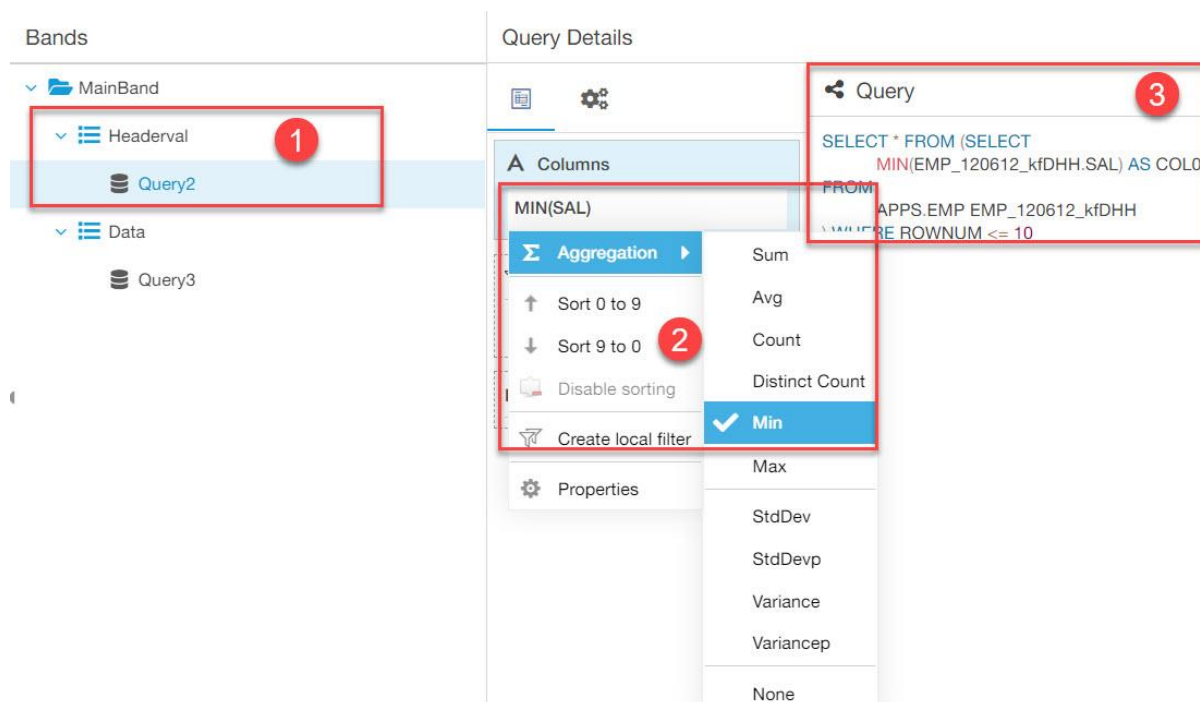 Bands
MainBand
Headerval
1
Query2
Data
Query3
Query Details
A Columns
MIN(SAL)
Σ Aggregation
Sort 0 to 9
Sort 9 to 0
2
Disable sorting
Create local filter
Properties
Sum
Avg
Count
Distinct Count
Min
Max
StdDev
StdDevp
Variance
Variancep
None
Query
3
SELECT * FROM (SELECT
MIN(EMP_120612_kfDHH.SAL) AS COL0
FROM
APPS.EMP EMP_120612_kfDHH
) WHERE ROWNUM <= 10